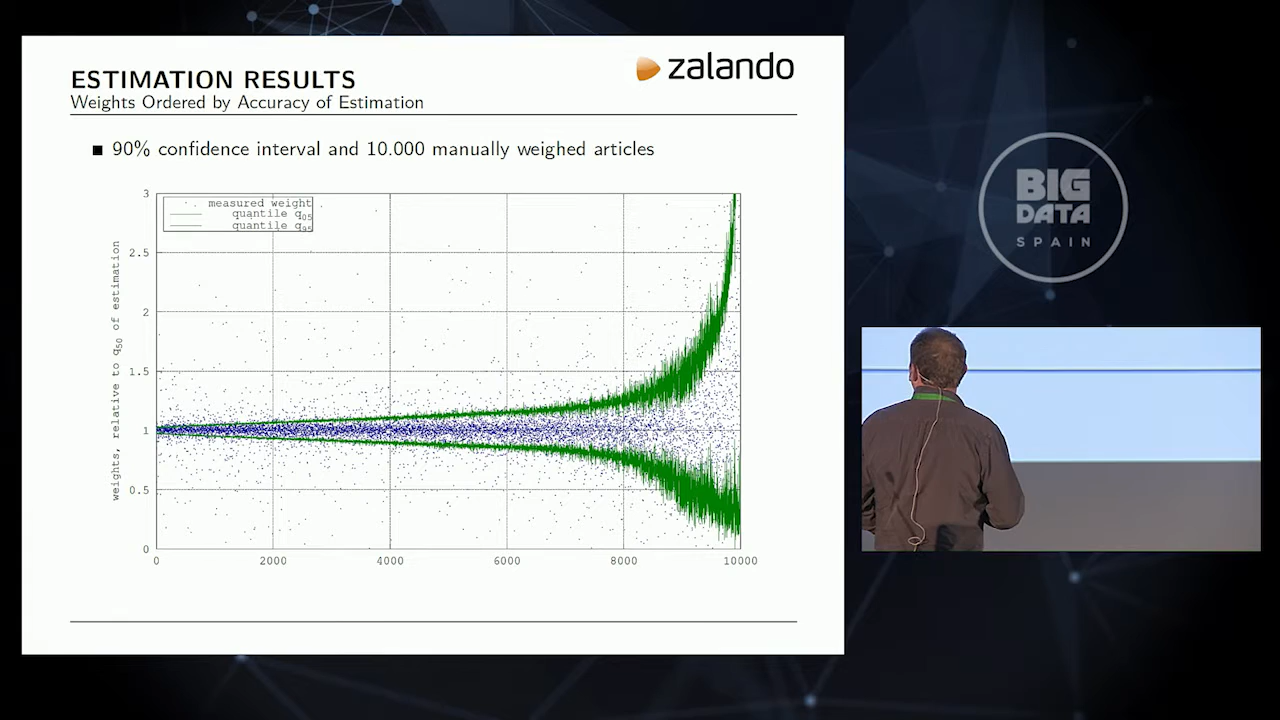 ESTIMATION RESULTS
zalando
Weights Ordered by Accuracy of Estimation
90% confidence interval and 10.000 manually weighed articles
measured weight
quantile q05
quantile q95
weights, relative to q50 of estimation
3
2.5
2
1.5
1
0.5
0
0
2000
4000
6000
8000
10000
BIG
DATA
SPAIN